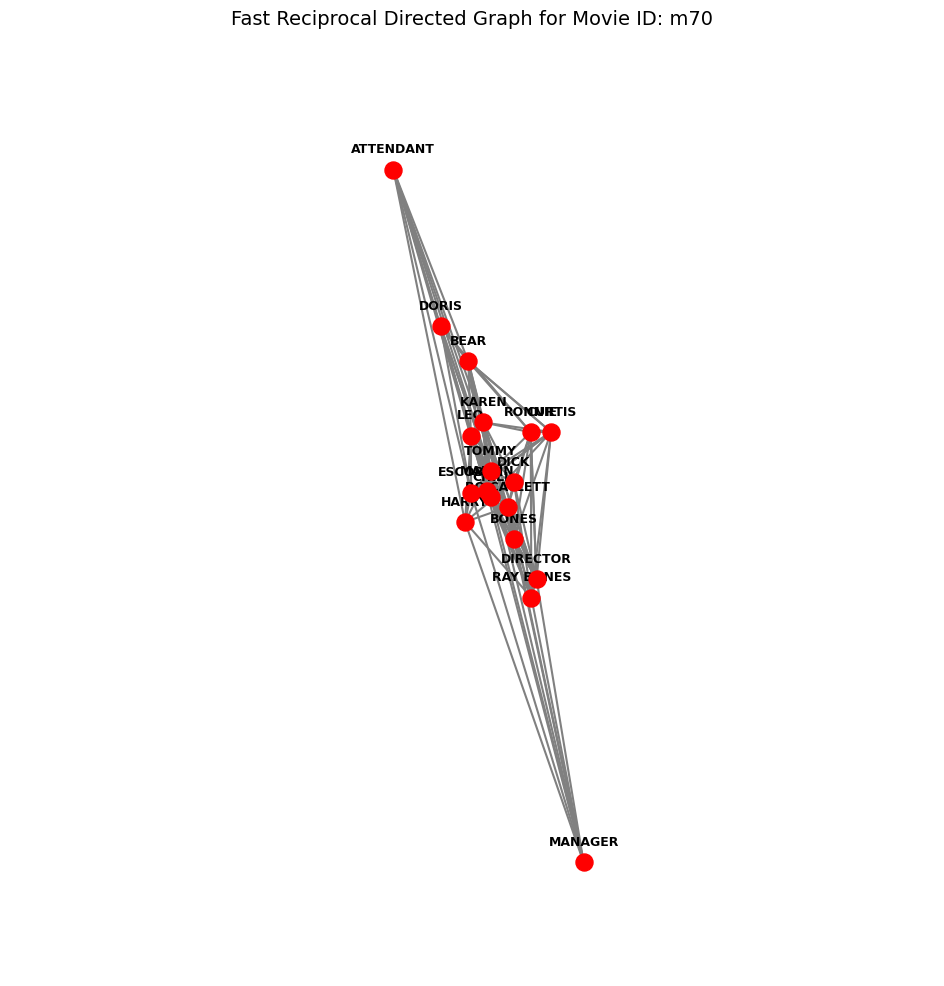 Fast Reciprocal Directed Graph for Movie ID: m70
ATTENDANT
DORIS
BEAR
KAREN
RONNIE
CURTIS
LEO
TOMMY
DICK
HARRY
BONES
DIRECTOR
RAY BONES
MANAGER